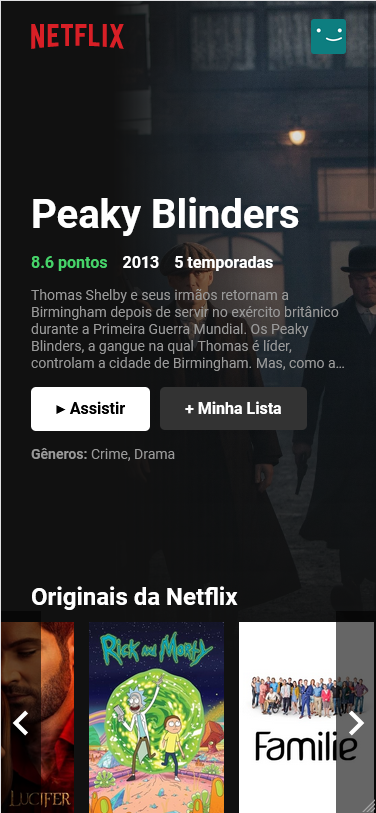 NETFLIX
Peaky Blinders
8.6 pontos 2013 5 temporadas
Thomas Shelby e seus irmãos retornam a
Birmingham depois de servir no exército britânico
durante a Primeira Guerra Mundial. Os Peaky
Blinders, a gangue na qual Thomas é líder,
controlam a cidade de Birmingham. Mas, como a...
▸ Assistir + Minha Lista
Gêneros: Crime, Drama
Originais da Netflix
LUCIFER
RICK AND MORTY
Familie